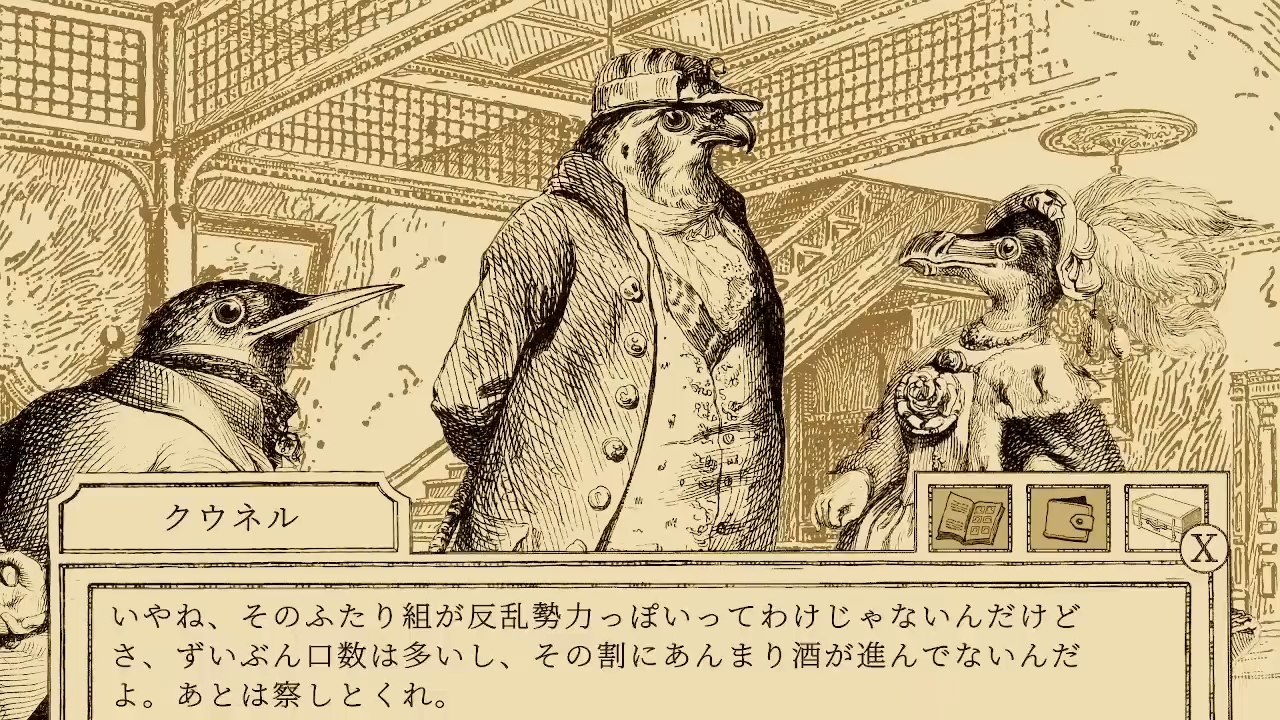 クウネル
X
いやね、そのふたり組が反乱勢力っぽいってわけじゃないんだけど
さ、ずいぶん口数は多いし、その割にあんまり酒が進んでないんだ
よ。あとは察しとくれ。